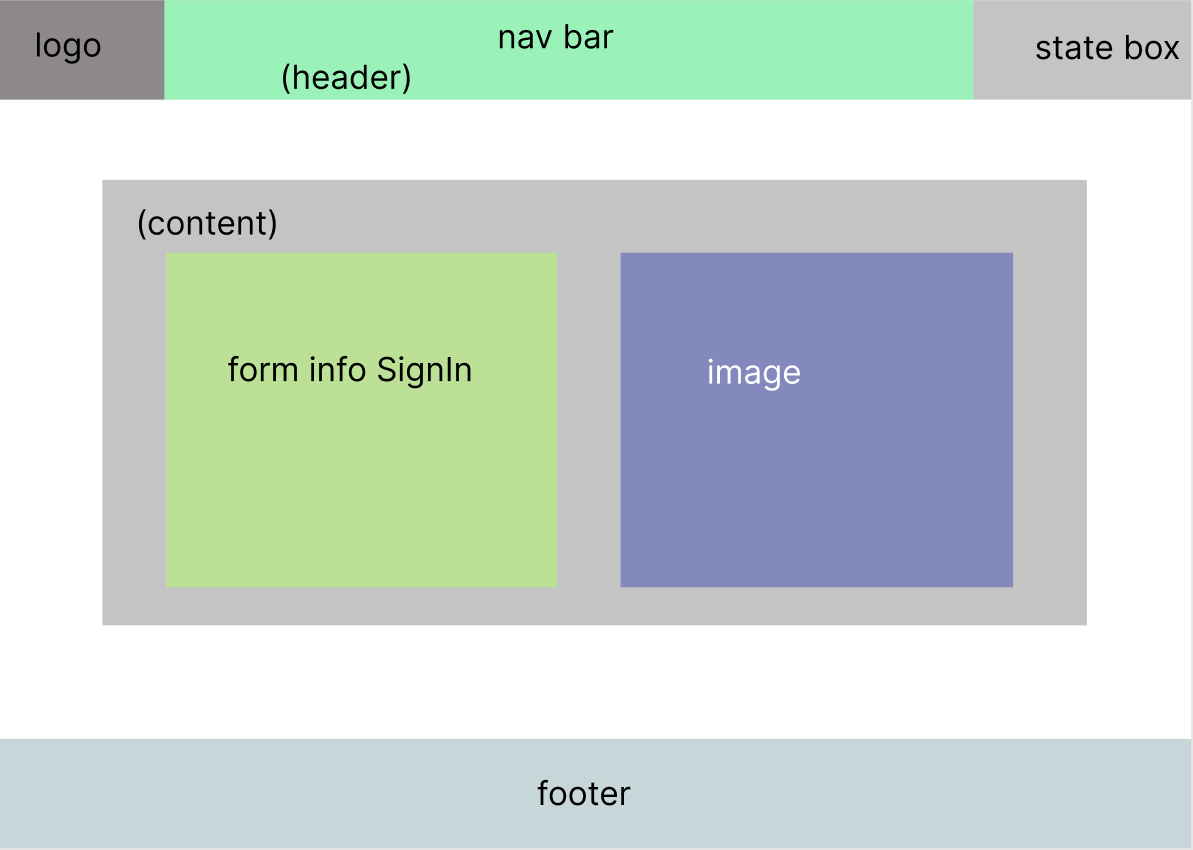 logo
nav bar
(header)
state box
(content)
form info SignIn
image
footer